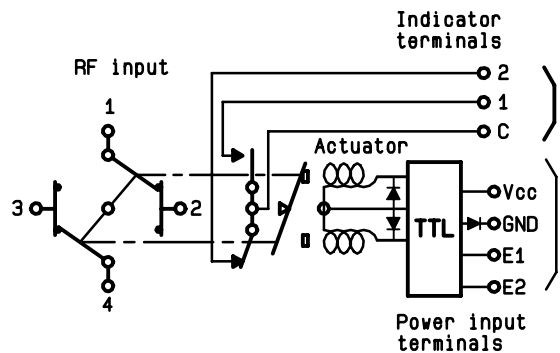 Indicator
terminals
RF input
2
1
1
C
Actuator
3
2
TTL
Vcc
GND
E1
E2
4
Power input
terminals